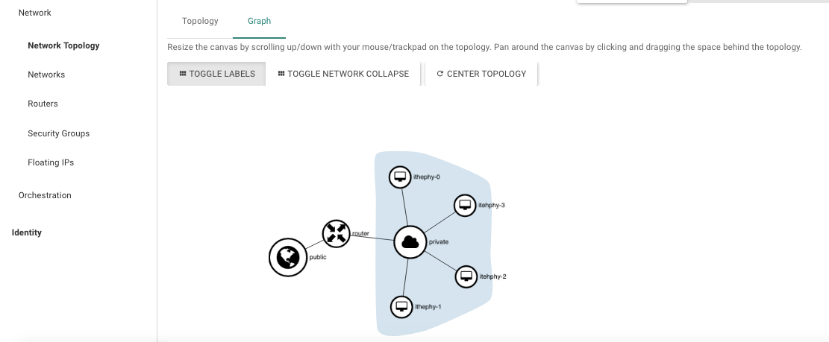 Network
Topology
Graph
Resize the canvas by scrolling up/down with your mouse/trackpad on the topology. Pan around the canvas by clicking and dragging the space behind the topology.
Network Topology
Networks
TOGGLE LABELS
TOGGLE NETWORK COLLAPSE
CENTER TOPOLOGY
Routers
Security Groups
Floating IPs
Orchestration
Identity
ithephy-0
itehphy-3
router
private
public
itehphy-2
ithephy-1